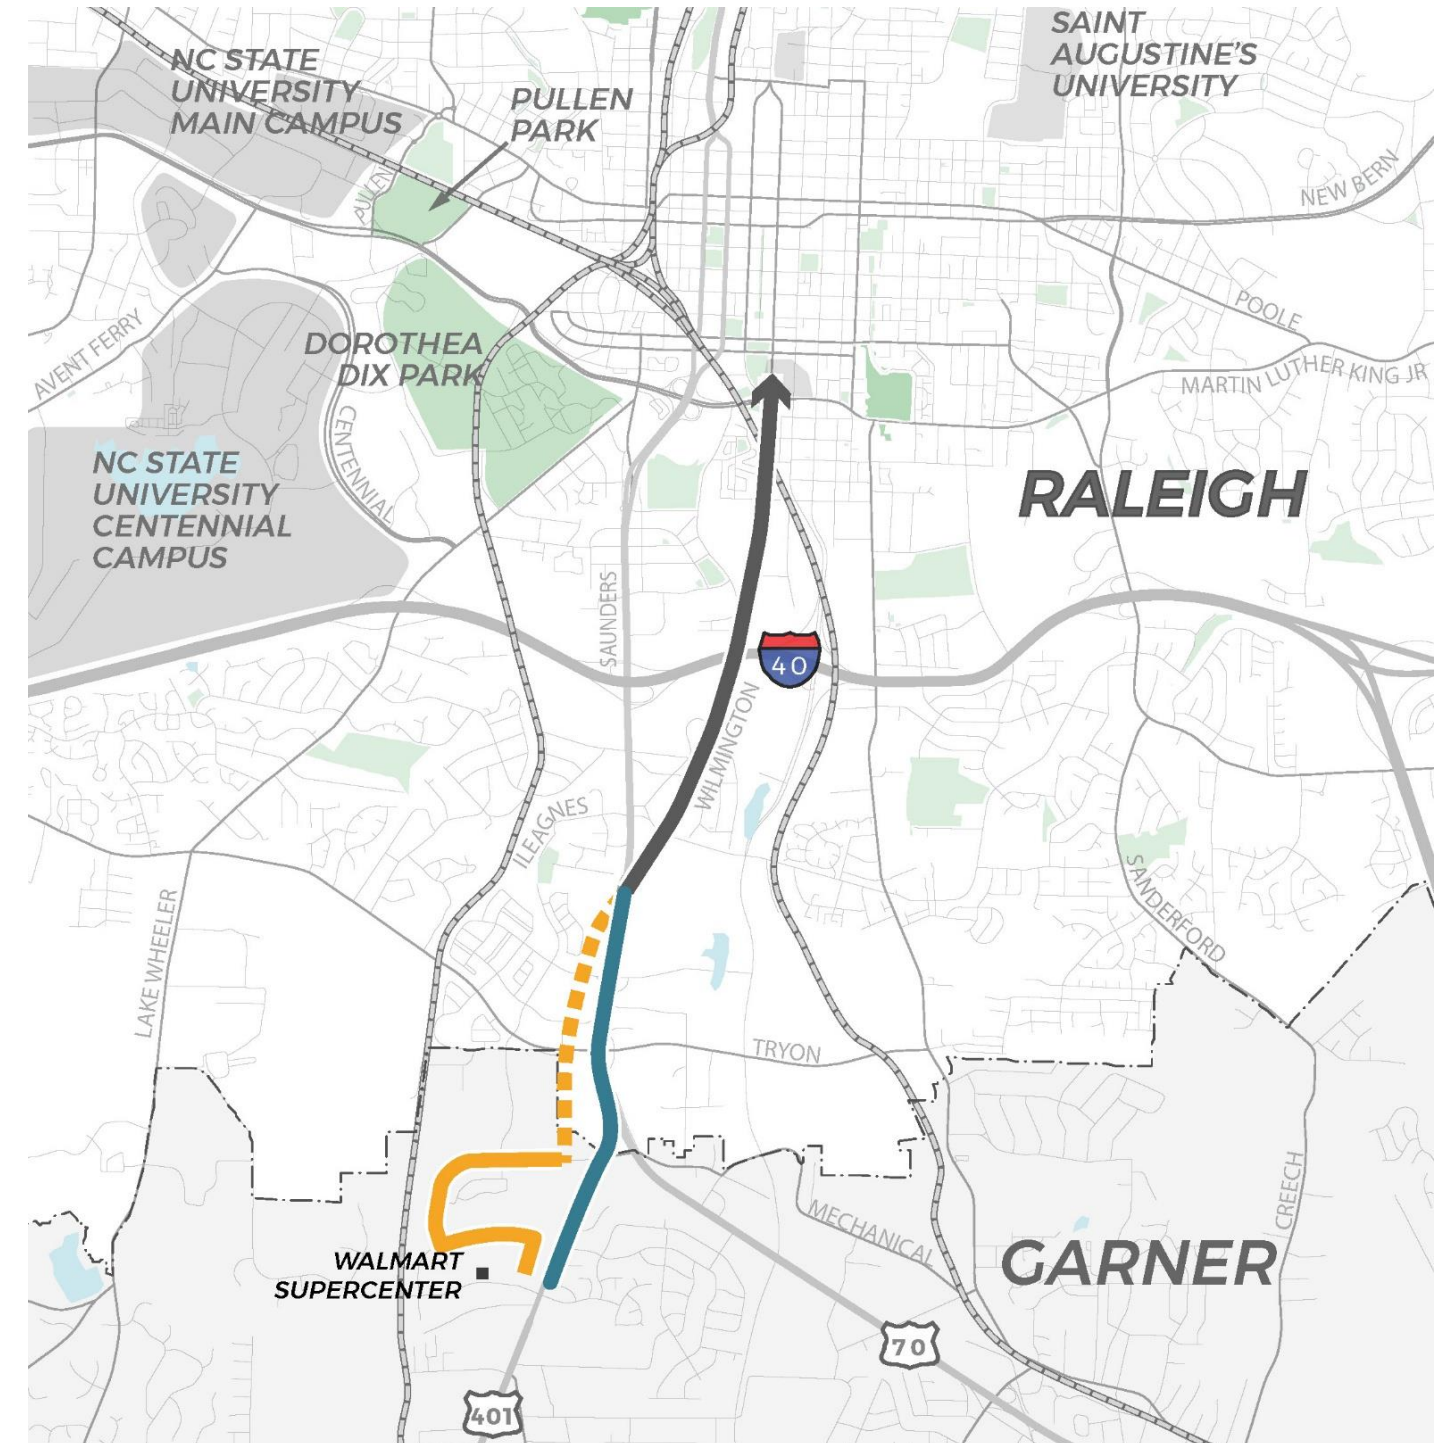 NC STATE
UNIVERSITY
MAIN CAMPUS
PULLEN
PARK
SAINT
AUGUSTINE'S
UNIVERSITY
PULLEN
NEW BERN
POOLE
AVENT FERRY
DOROTHEA
DIX PARK
MARTIN LUTHER KING JR
CENTENNIAL
NC STATE
UNIVERSITY
CENTENNIAL
CAMPUS
RALEIGH
SAUNDERS
40
WILMINGTON
ILEAGNES
LAKE WHEELER
SANDERFORD
TRYON
CREECH
MECHANICAL
WALMART
SUPERCENTER
GARNER
70
401